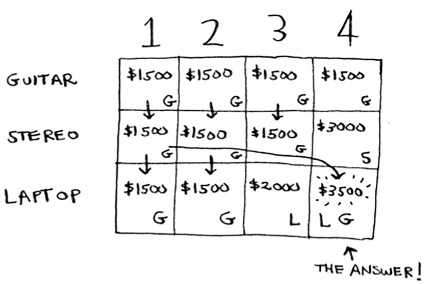 1 2 3 4
GUITAR $1500 G $1500 G $1500 G $1500 G
STEREO $1500 G $1500 G $1500 G $3000 S
LAPTOP $1500 G $1500 G $2000 L $3500 L G
THE ANSWER!